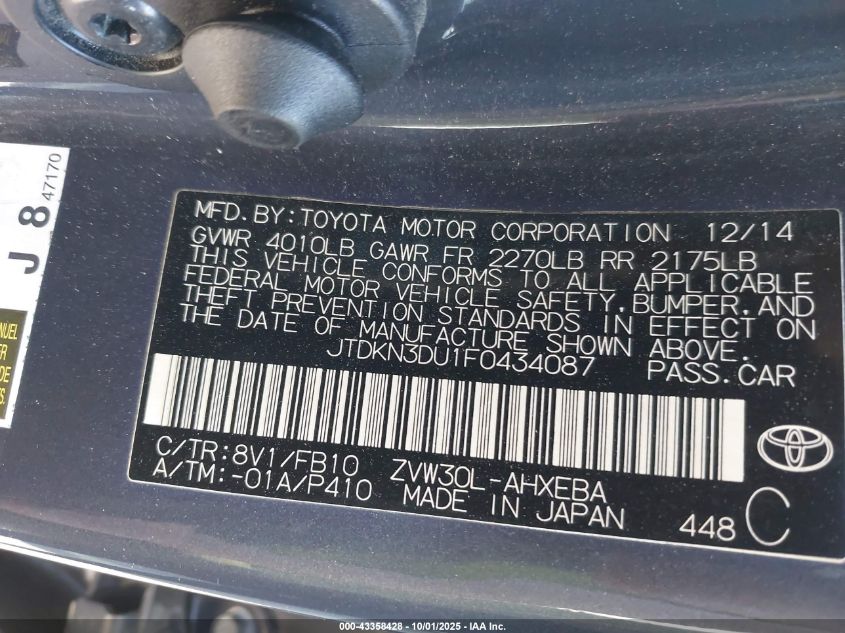 MFD. BY: TOYOTA MOTOR CORPORATION 12/14
GVWR 4010LB GAWR FR 2270LB RR 2175LB
THIS VEHICLE CONFORMS TO ALL APPLICABLE
FEDERAL MOTOR VEHICLE SAFETY, BUMPER, AND
THEFT PREVENTION STANDARDS IN EFFECT ON
THE DATE OF MANUFACTURE SHOWN ABOVE.
JTDKN3DU1F0434087 PASS. CAR
C/TR: 8V1/FB10 ZVW30L-AHXEBA
A/TM: -01A/P410 MADE IN JAPAN 448 C
J 8 47170
NUEL
ER
DE
S.
000-43358428 - 10/01/2025 - IAA Inc.